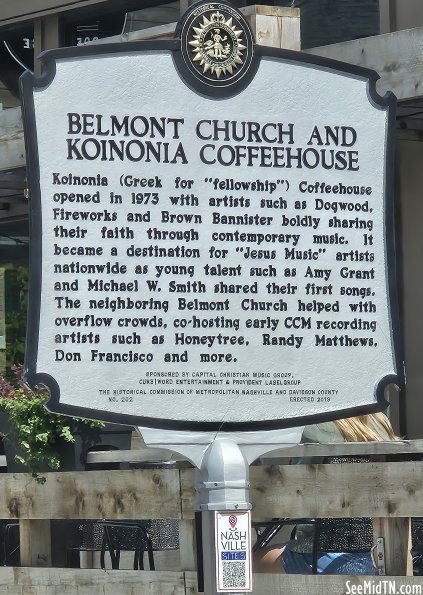 BELMONT CHURCH AND
KOINONIA COFFEEHOUSE
Koinonia (Greek for "fellowship") Coffeehouse
opened in 1973 with artists such as Dogwood,
Fireworks and Brown Bannister boldly sharing
their faith through contemporary music. It
became a destination for "Jesus Music" artists
nationwide as young talent such as Amy Grant
and Michael W. Smith shared their first songs.
The neighboring Belmont Church helped with
overflow crowds, co-hosting early CCM recording
artists such as Honeytree, Randy Matthews,
Don Francisco and more.
SPONSORED BY CAPITAL CHRISTIAN MUSIC GROUP,
CURB|WORD ENTERTAINMENT & PROVIDENT LABELGROUP
THE HISTORICAL COMMISSION OF METROPOLITAN NASHVILLE AND DAVIDSON COUNTY
NO. 202 ERECTED 2019
NASH
VILLE
SITES
SeeMidTN.com